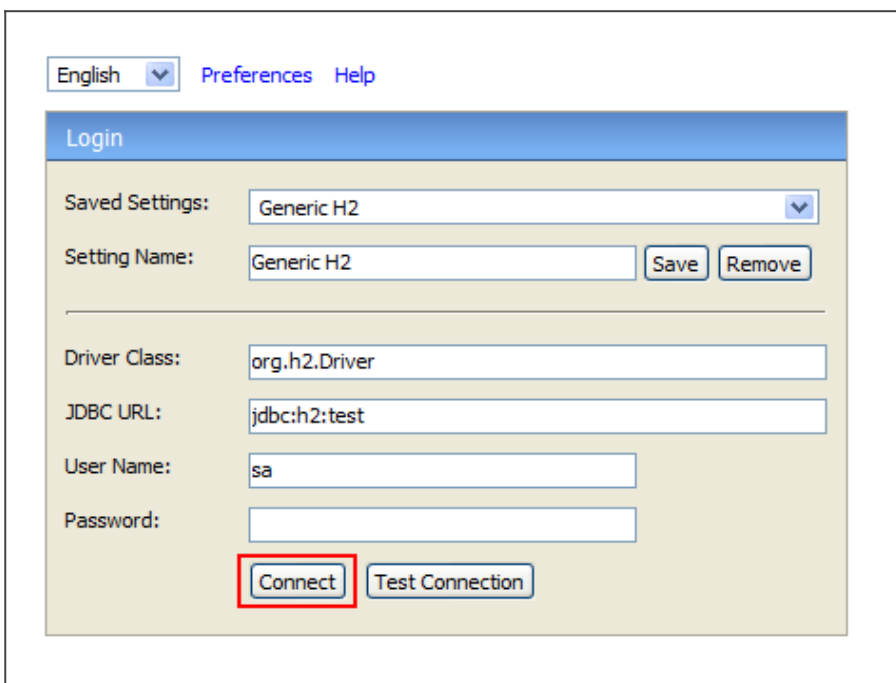 English Preferences Help
Login
Saved Settings: Generic H2
Setting Name: Generic H2 Save Remove
Driver Class: org.h2.Driver
JDBC URL: jdbc:h2:test
User Name: sa
Password:
Connect Test Connection